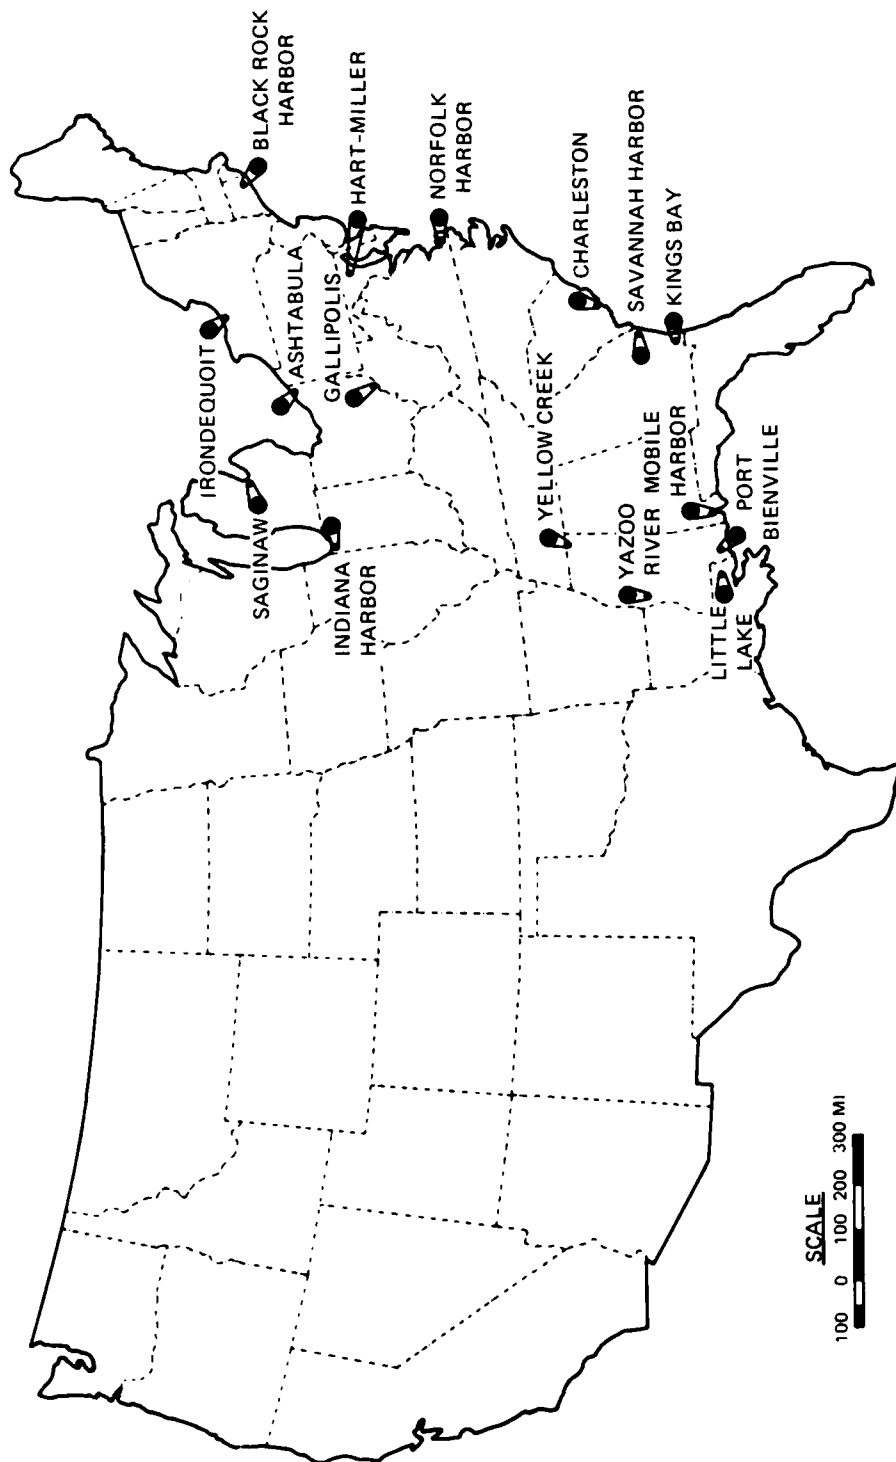 BLACK ROCK
HARBOR
IRONDEQUOIT
ASHTABULA
GALLIPOLIS
HART-MILLER
SAGINAW
INDIANA
HARBOR
NORFOLK
HARBOR
YELLOW CREEK
CHARLESTON
YAZOO
RIVER
MOBILE
HARBOR
SAVANNAH HARBOR
KINGS BAY
LITTLE
LAKE
PORT
BIENVILLE
SCALE
100 0 100 200 300 MI